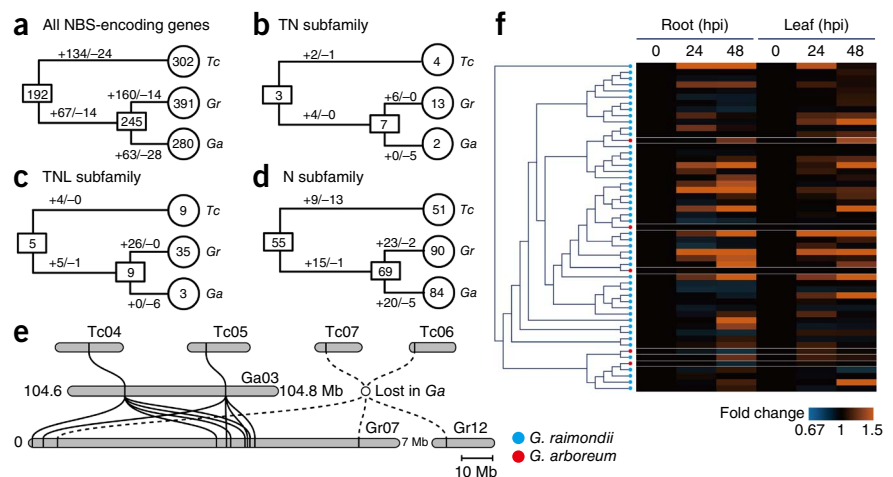 a All NBS-encoding genes
+134/−24
302 Tc
192
+160/−14
391 Gr
+67/−14
245
280 Ga
+63/−28
b TN subfamily
+2/−1
4 Tc
3
+6/−0
13 Gr
+4/−0
7
2 Ga
+0/−5
c TNL subfamily
+4/−0
9 Tc
5
+26/−0
35 Gr
+5/−1
9
3 Ga
+0/−6
d N subfamily
+9/−13
51 Tc
55
+23/−2
90 Gr
+15/−1
69
84 Ga
+20/−5
e
Tc04 Tc05 Tc07 Tc06
Ga03
104.6 104.8 Mb Lost in Ga
Gr07 Gr12
0 7 Mb
10 Mb
f
Root (hpi) Leaf (hpi)
0 24 48 0 24 48
G. raimondii
G. arboreum
Fold change
0.67 1 1.5